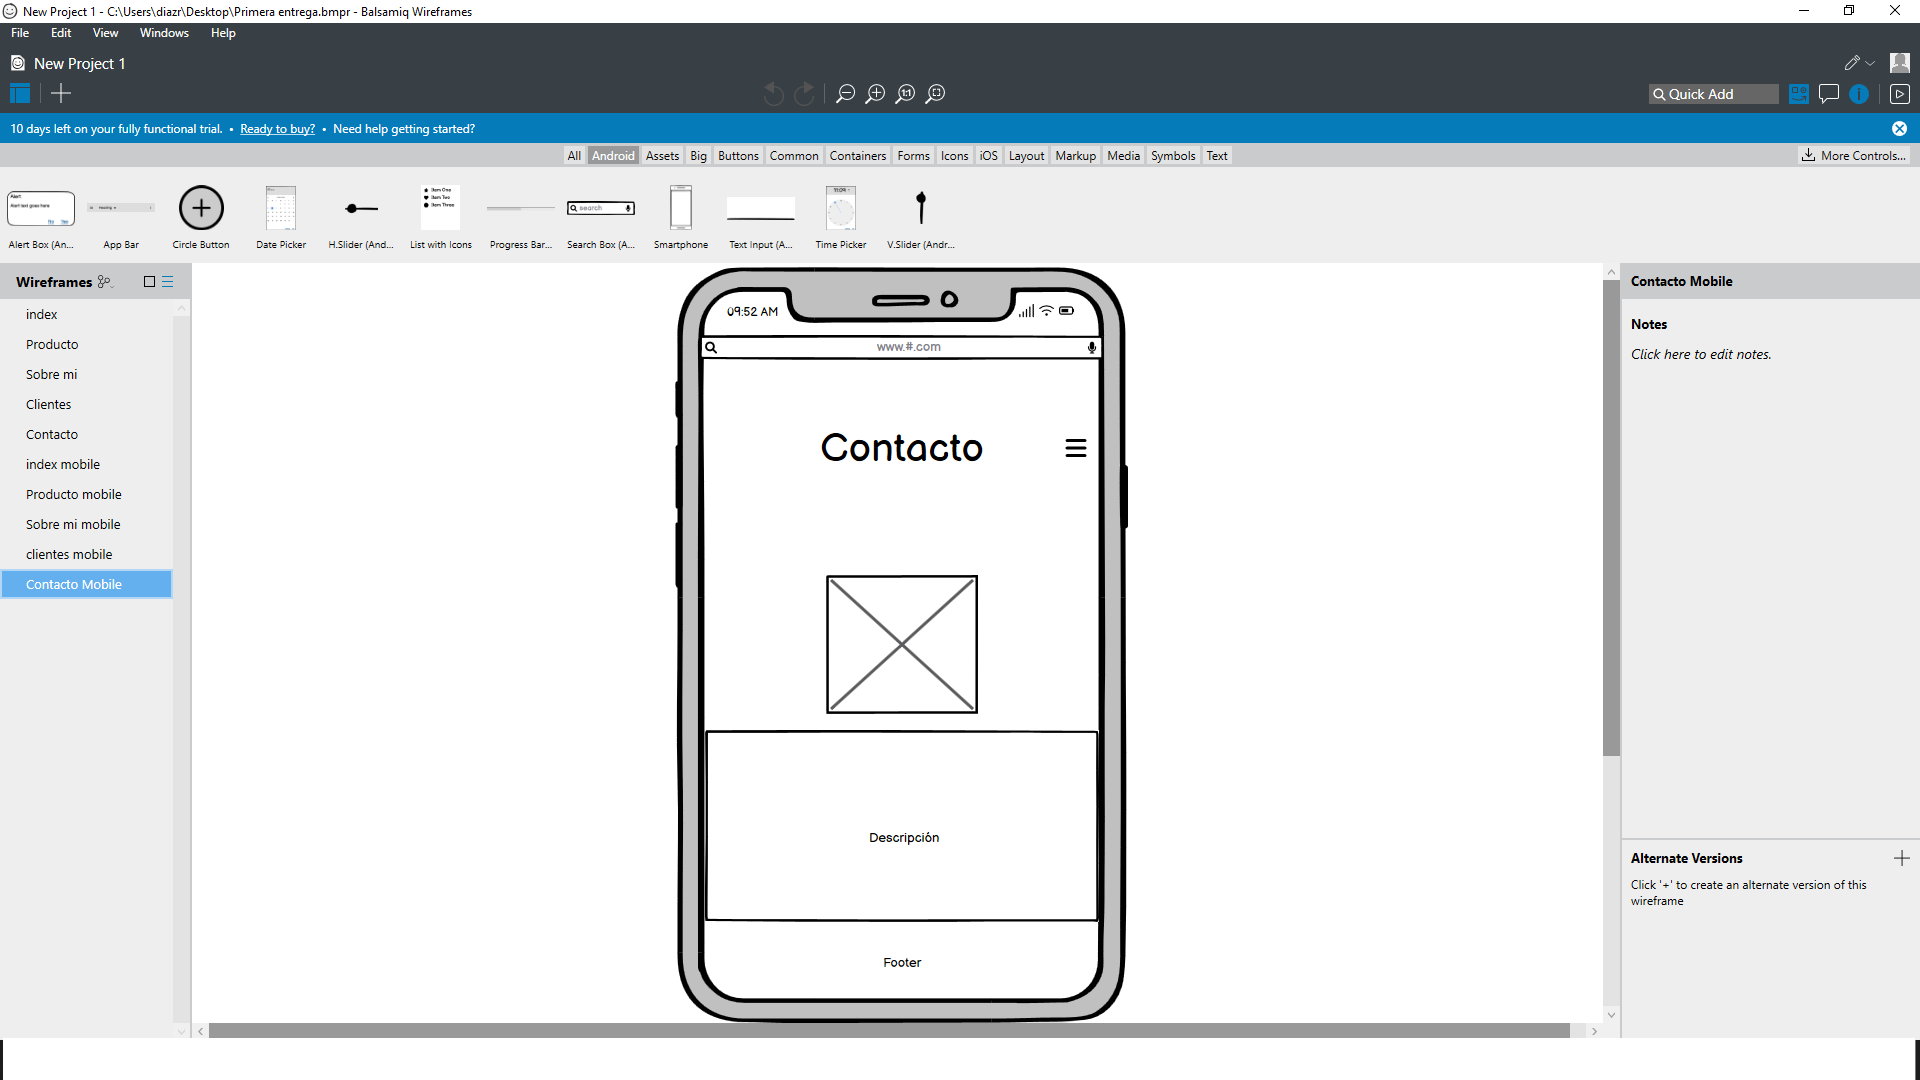 New Project 1 - C:\Users\diazr\Desktop\Primera entrega.bmpr - Balsamiq Wireframes
File Edit View Windows Help
New Project 1
Quick Add
10 days left on your fully functional trial. • Ready to buy? • Need help getting started?
All Android Assets Big Buttons Common Containers Forms Icons iOS Layout Markup Media Symbols Text More Controls...
Alert Box (An... App Bar Circle Button Date Picker H.Slider (And... List with Icons Progress Bar... Search Box (A... Smartphone Text Input (A... Time Picker V.Slider (Andr...
Wireframes
index
Producto
Sobre mi
Clientes
Contacto
index mobile
Producto mobile
Sobre mi mobile
clientes mobile
Contacto Mobile
09:52 AM
www.#.com
Contacto
Descripción
Footer
Contacto Mobile
Notes
Click here to edit notes.
Alternate Versions
Click '+' to create an alternate version of this
wireframe